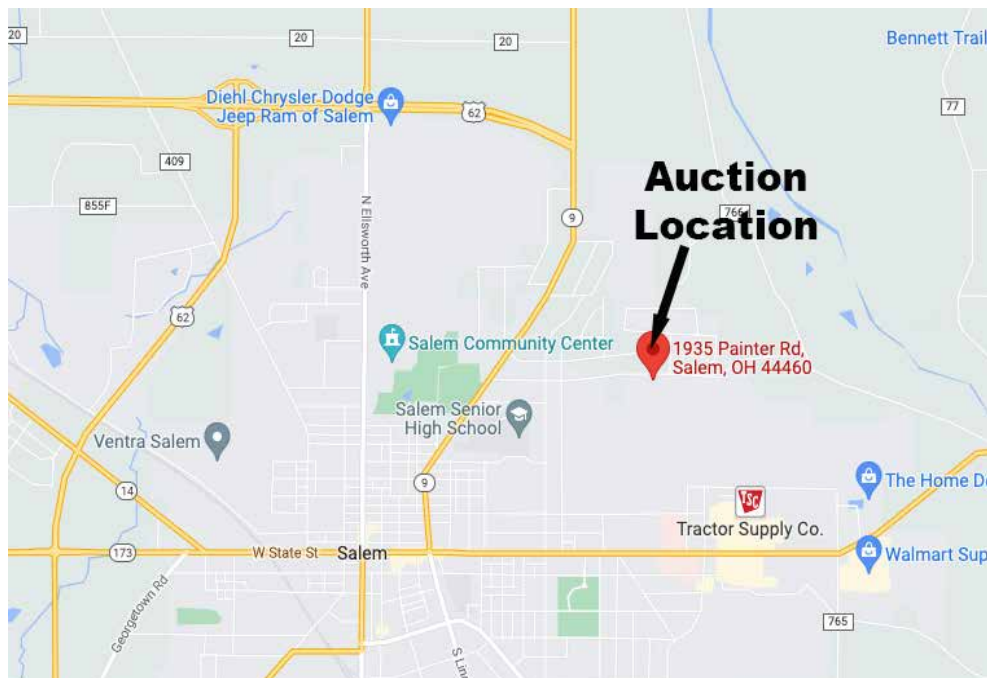 20
20
20
Bennett Trail
Diehl Chrysler Dodge
Jeep Ram of Salem
62
77
409
Auction
Location
766
855F
N Ellsworth Ave
9
62
Salem Community Center
1935 Painter Rd,
Salem, OH 44460
Salem Senior
High School
Ventra Salem
14
9
The Home De
TSC
Tractor Supply Co.
173
W State St
Salem
Walmart Sup
Georgetown Rd
765
S Linc